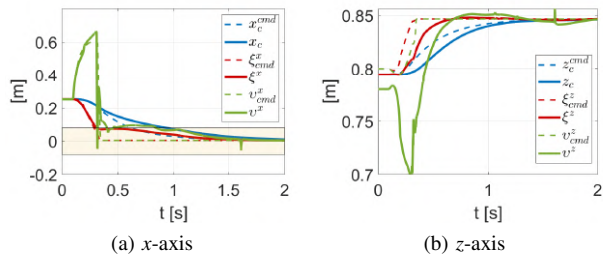 0.6
0.4
0.2
0
-0.2
[m]
0
0.5
1
1.5
2
t [s]
x_c^{cmd}
x_c
ξ_{cmd}^x
ξ^x
υ_{cmd}^x
υ^x
(a) x-axis
0.85
0.8
0.75
0.7
[m]
0
1
2
t [s]
z_c^{cmd}
z_c
ξ_{cmd}^z
ξ^z
υ_{cmd}^z
υ^z
(b) z-axis